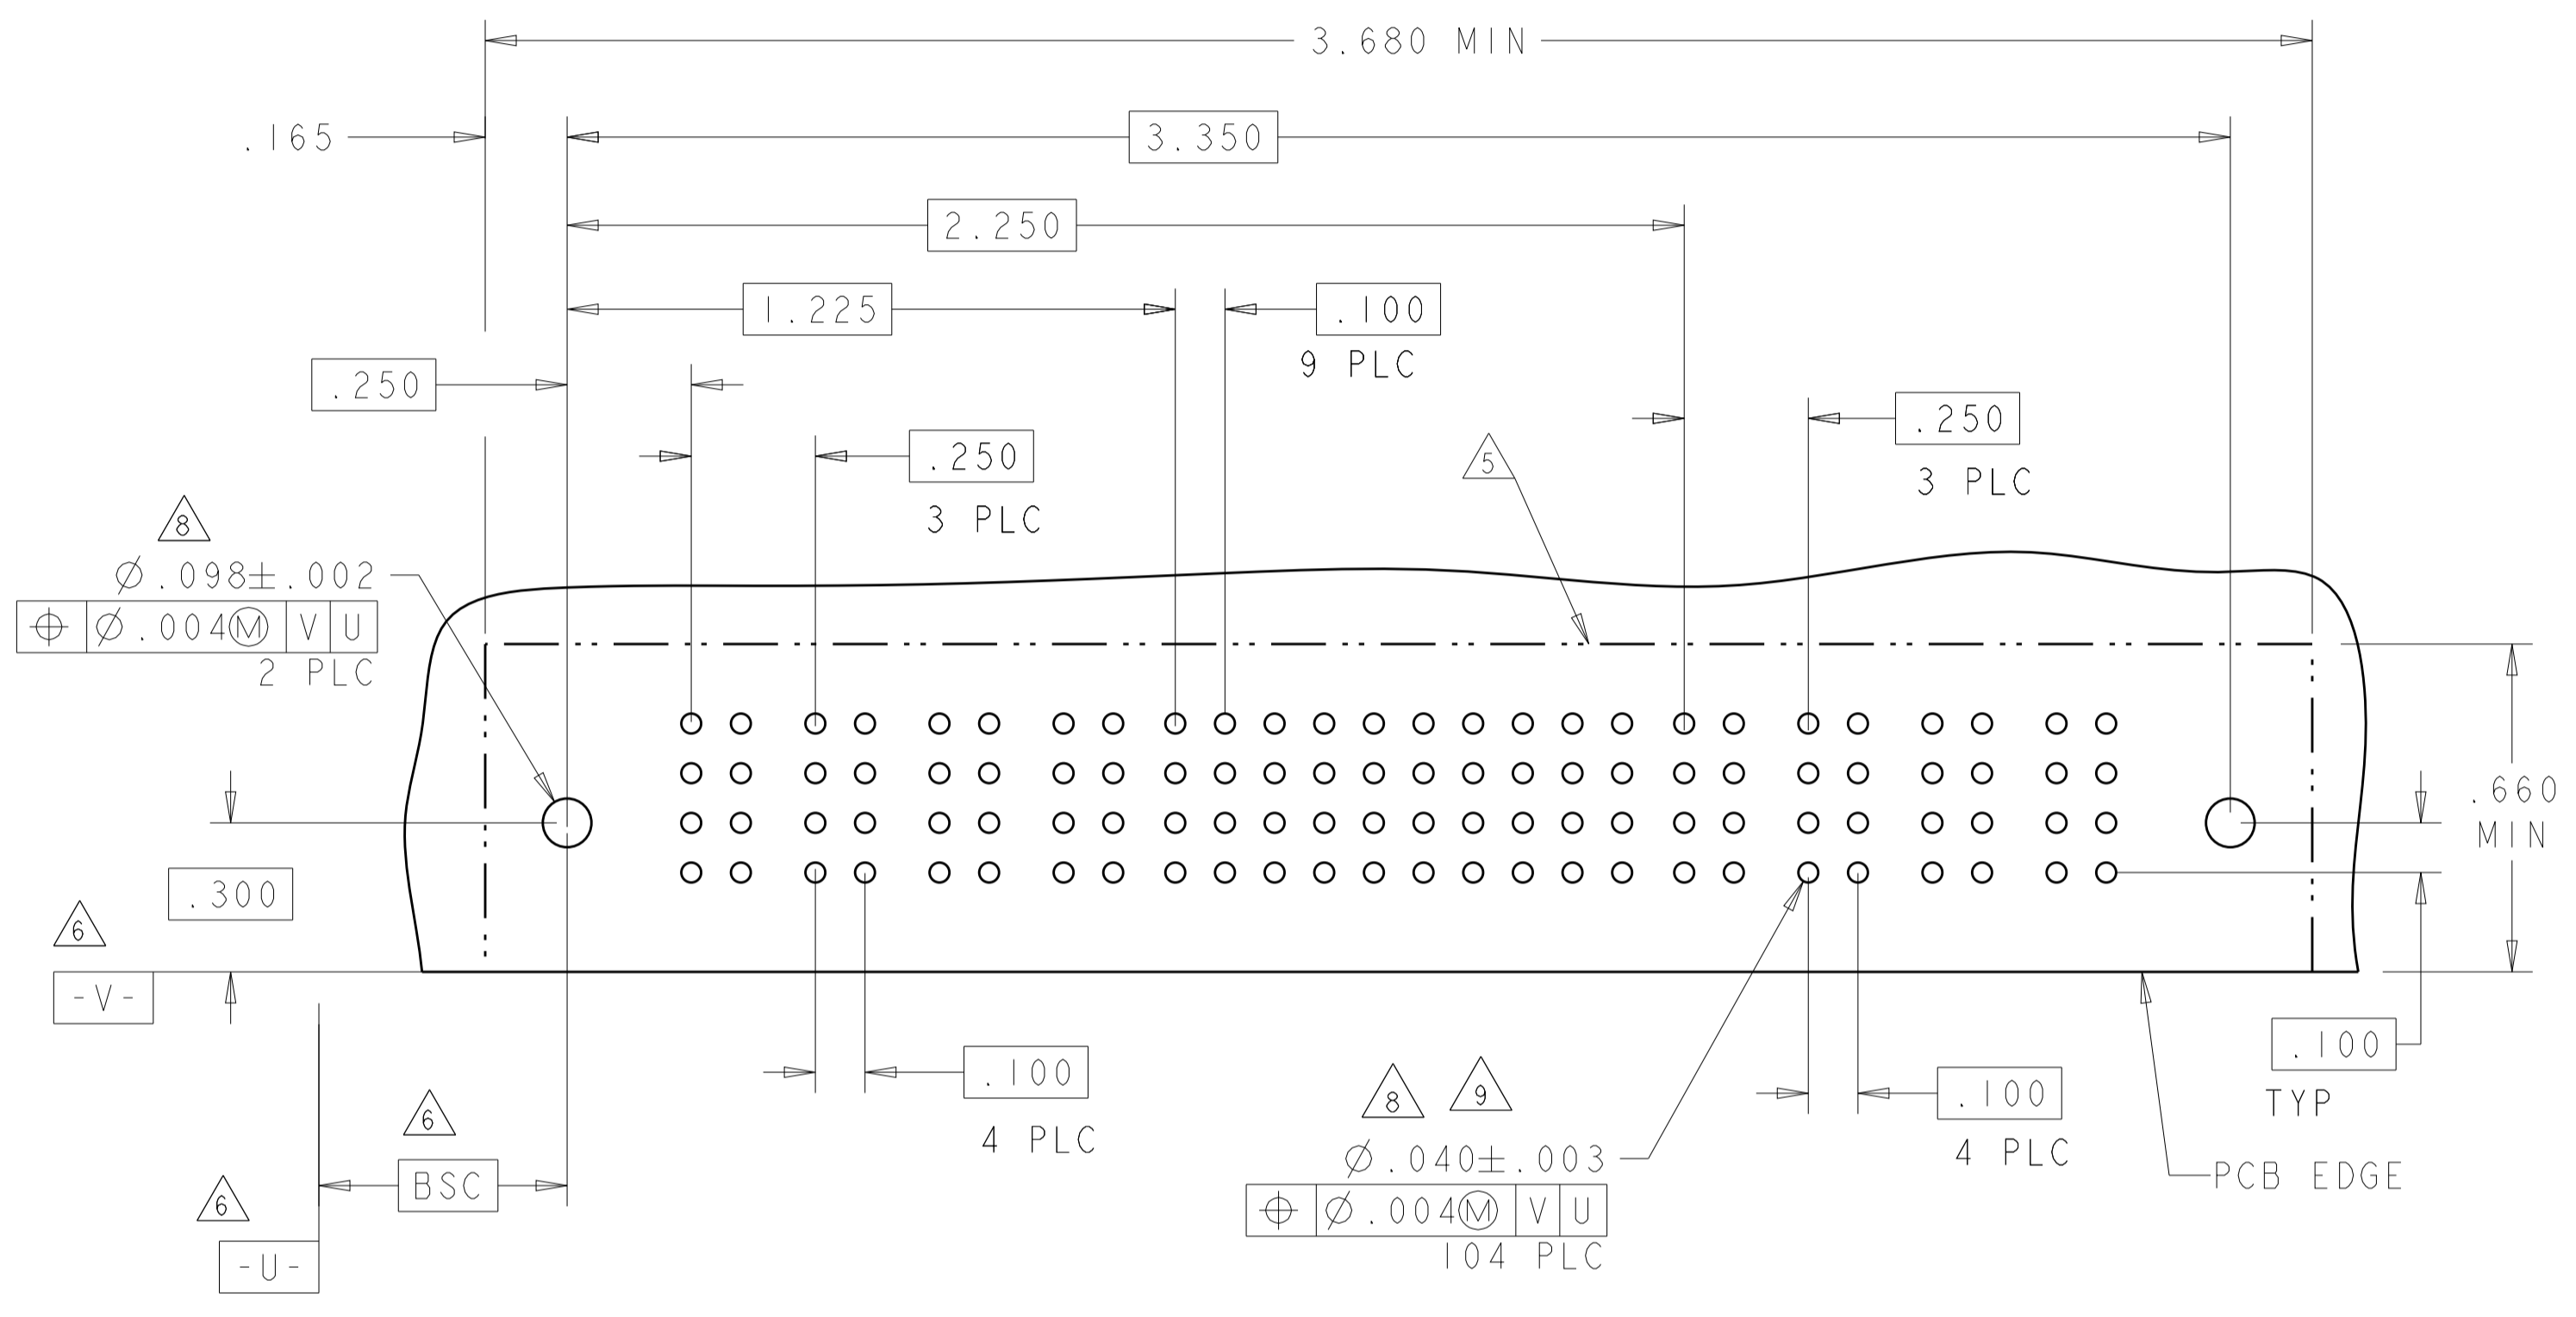 3.680 MIN
.165
3.350
2.250
1.225
.100
9 PLC
.250
.250
3 PLC
.250
3 PLC
5
8
Ø.098±.002
⌖ Ø.004Ⓜ V U
2 PLC
.660
MIN
.300
6
-V-
.100
TYP
.100
4 PLC
6
BSC
6
-U-
8 9
Ø.040±.003
⌖ Ø.004Ⓜ V U
104 PLC
.100
4 PLC
PCB EDGE